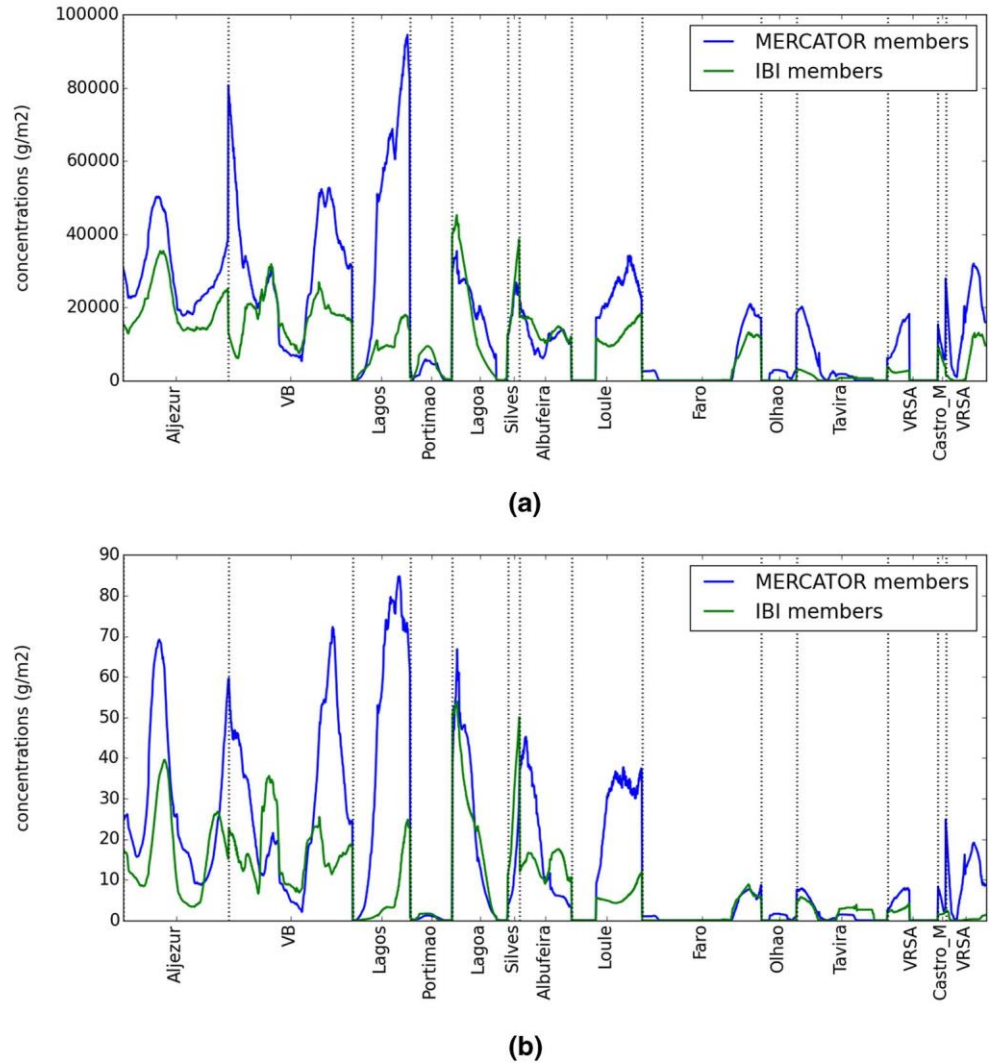 100000
80000
60000
40000
20000
0
concentrations (g/m2)
MERCATOR members
IBI members
Aljezur
VB
Lagos
Portimao
Lagoa
Silves
Albufeira
Loule
Faro
Olhao
Tavira
VRSA
Castro_M
VRSA
(a)
90
80
70
60
50
40
30
20
10
0
concentrations (g/m2)
MERCATOR members
IBI members
Aljezur
VB
Lagos
Portimao
Lagoa
Silves
Albufeira
Loule
Faro
Olhao
Tavira
VRSA
Castro_M
VRSA
(b)